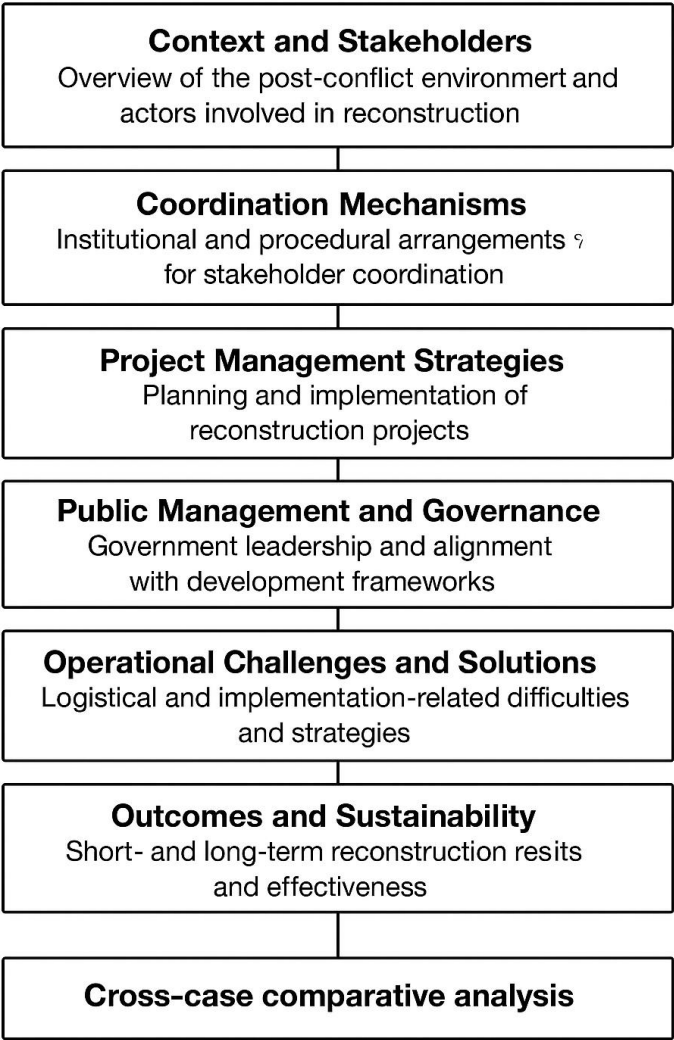 Context and Stakeholders
Overview of the post-conflict environmert and
actors involved in reconstruction
Coordination Mechanisms
Institutional and procedural arrangements
for stakeholder coordination
Project Management Strategies
Planning and implementation of
reconstruction projects
Public Management and Governance
Government leadership and alignment
with development frameworks
Operational Challenges and Solutions
Logistical and implementation-related difficulties
and strategies
Outcomes and Sustainability
Short- and long-term reconstruction resits
and effectiveness
Cross-case comparative analysis